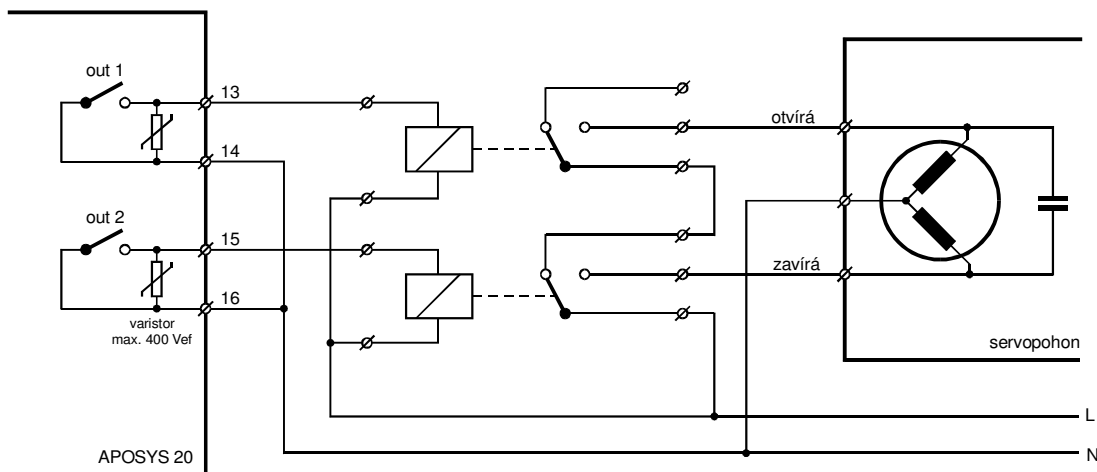 out 1
13
14
out 2
15
16
varistor
max. 400 Vef
APOSYS 20
otvírá
zavírá
servopohon
L
N